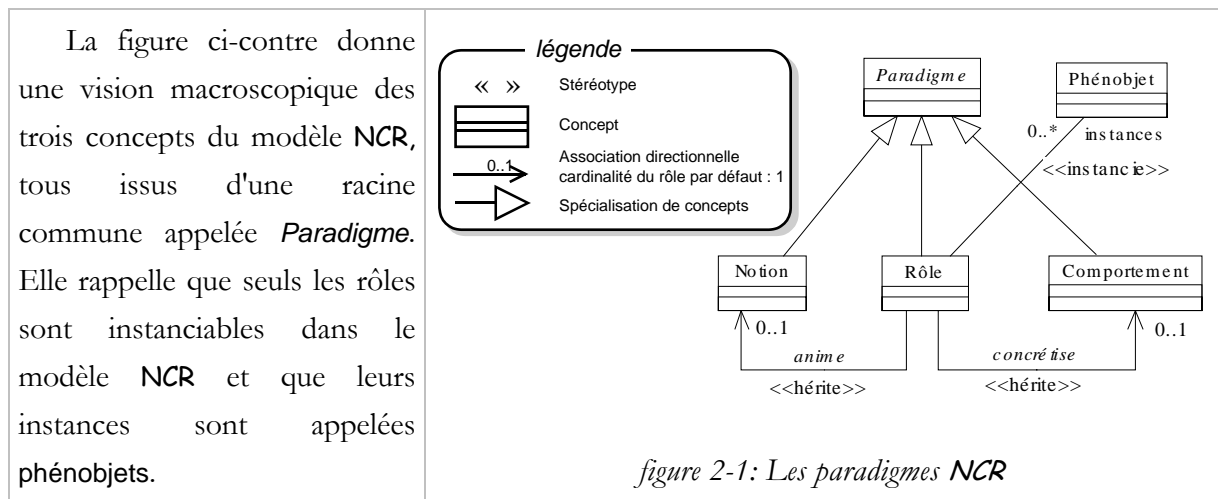 La figure ci-contre donne
une vision macroscopique des
trois concepts du modèle NCR,
tous issus d'une racine
commune appelée Paradigme.
Elle rappelle que seuls les rôles
sont instanciables dans le
modèle NCR et que leurs
instances sont appelées
phénobjets.
légende
« » Stéréotype
Concept
0..1 Association directionnelle
cardinalité du rôle par défaut : 1
Spécialisation de concepts
Paradigme
Phénobjet
0..* instances
<<instancie>>
Notion
Rôle
Comportement
0..1
0..1
anime
concrétise
<<hérite>>
<<hérite>>
figure 2-1: Les paradigmes NCR